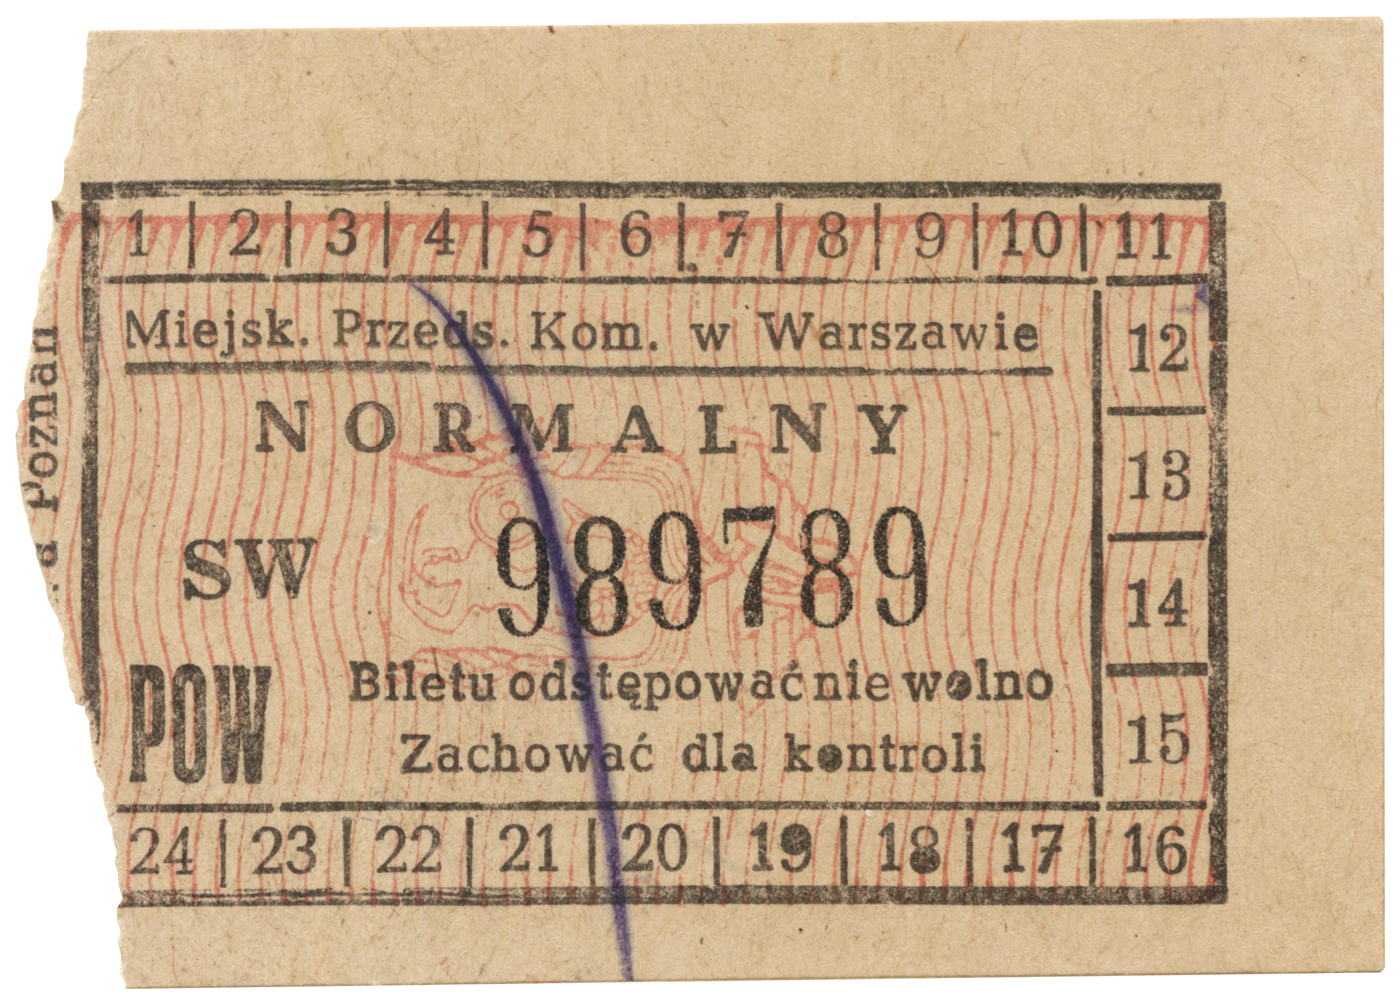 1 | 2 | 3 | 4 | 5 | 6 | 7 | 8 | 9 | 10 | 11
Miejsk. Przeds. Kom. w Warszawie
12
NORMALNY
13
SW 989789
14
POW
Biletu odstępować nie wolno
Zachować dla kontroli
15
24 | 23 | 22 | 21 | 20 | 19 | 18 | 17 | 16
Poznań